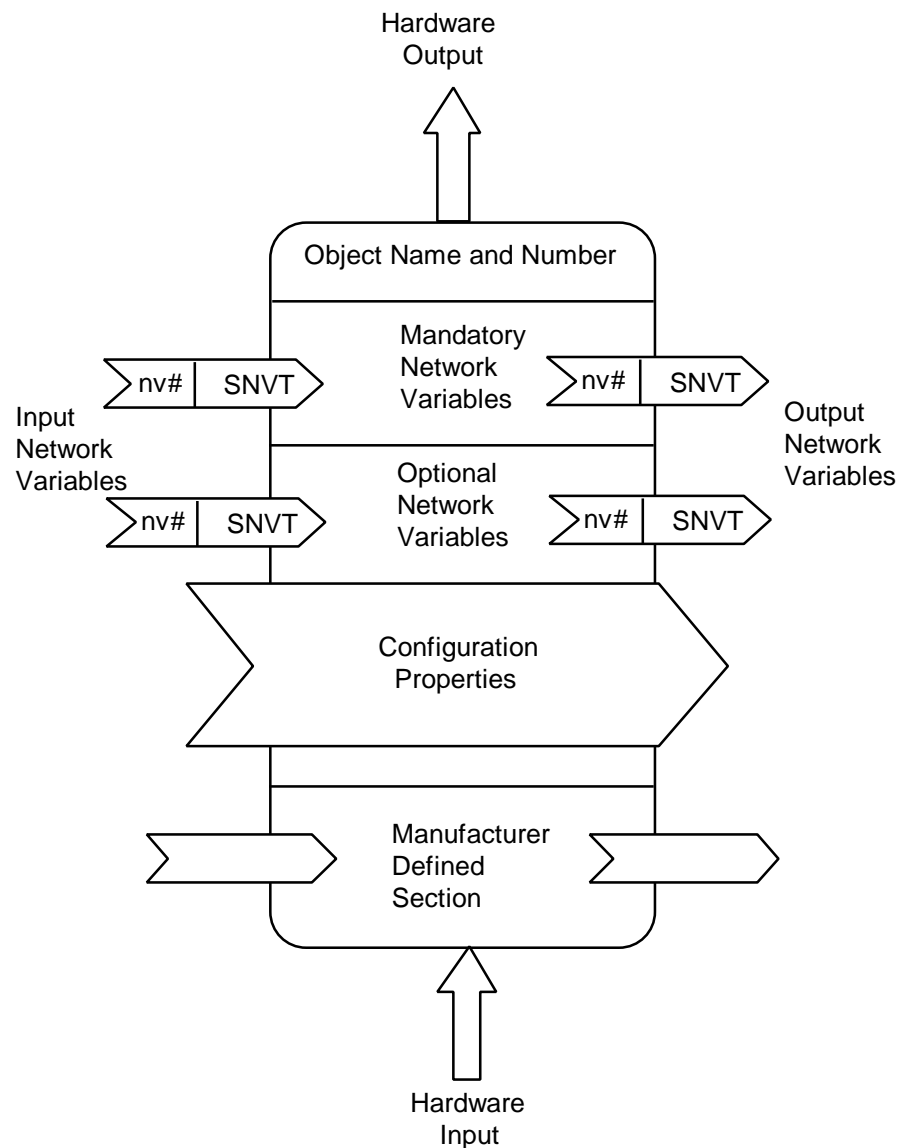 Hardware
Output
Object Name and Number
Mandatory
Network
Variables
nv# SNVT
nv# SNVT
Input
Network
Variables
Output
Network
Variables
Optional
Network
Variables
nv# SNVT
nv# SNVT
Configuration
Properties
Manufacturer
Defined
Section
Hardware
Input